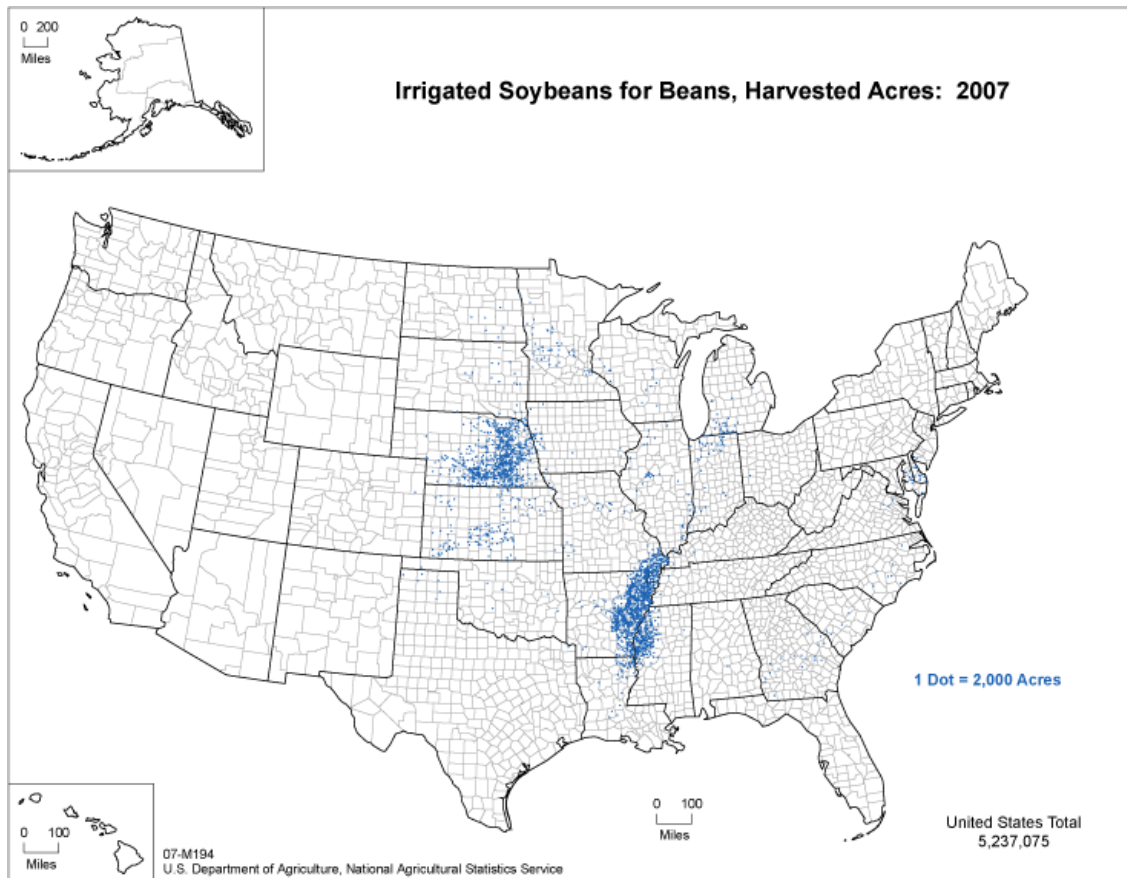 0 200
Miles
Irrigated Soybeans for Beans, Harvested Acres: 2007
1 Dot = 2,000 Acres
0 100
Miles
0 100
Miles
United States Total
5,237,075
07-M194
U.S. Department of Agriculture, National Agricultural Statistics Service